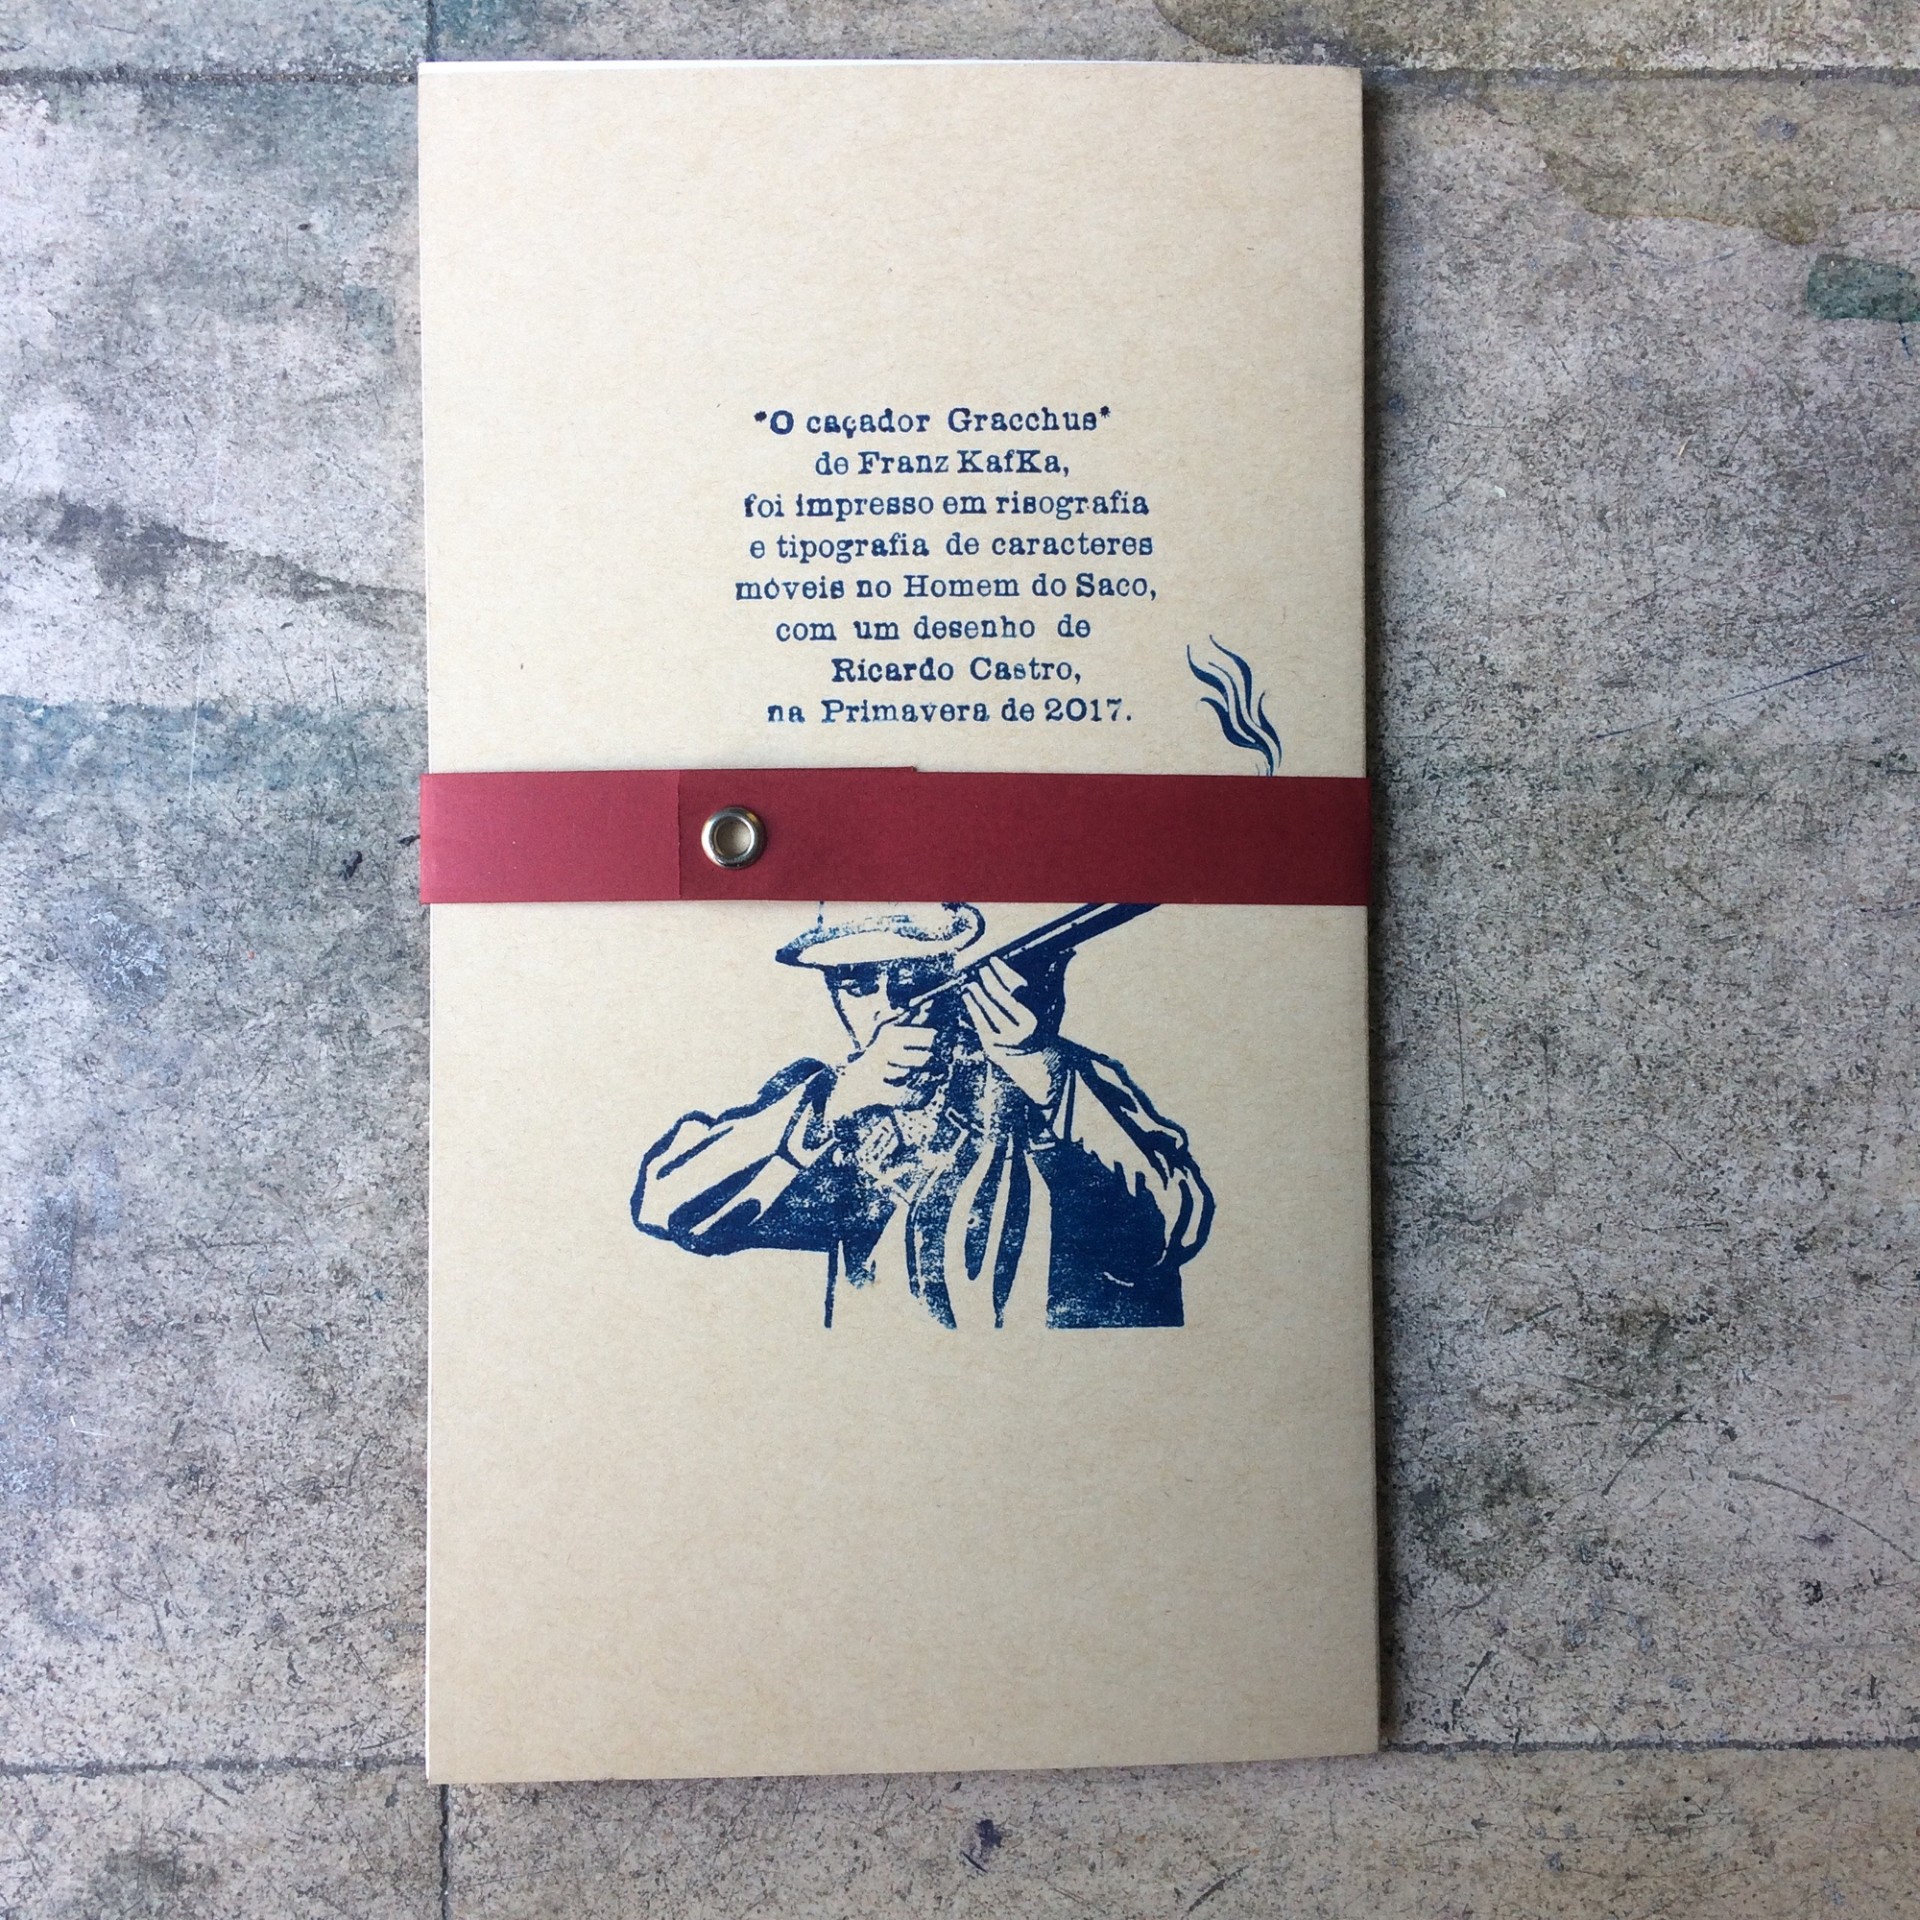 "O caçador Gracchus"
de Franz KafKa,
foi impresso em risografia
e tipografia de caracteres
móveis no Homem do Saco,
com um desenho de
Ricardo Castro,
na Primavera de 2017.